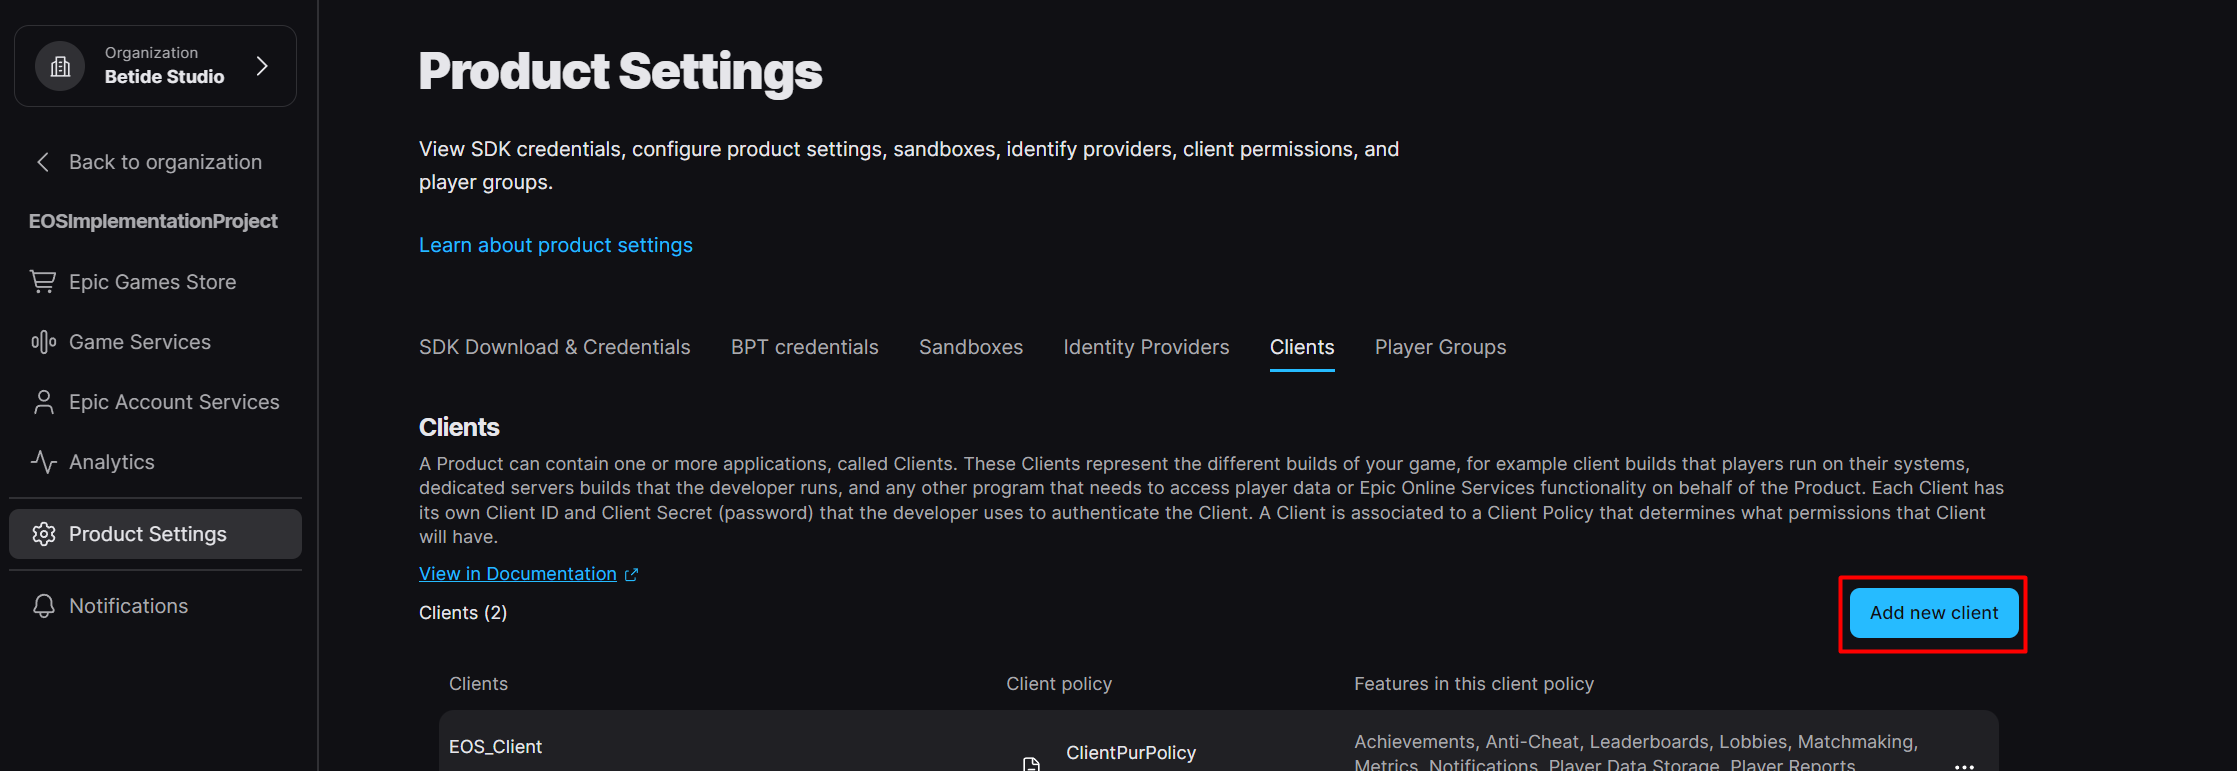 Organization
Betide Studio
Back to organization
EOSImplementationProject
Epic Games Store
Game Services
Epic Account Services
Analytics
Product Settings
Notifications
Product Settings
View SDK credentials, configure product settings, sandboxes, identify providers, client permissions, and
player groups.
Learn about product settings
SDK Download & Credentials
BPT credentials
Sandboxes
Identity Providers
Clients
Player Groups
Clients
A Product can contain one or more applications, called Clients. These Clients represent the different builds of your game, for example client builds that players run on their systems,
dedicated servers builds that the developer runs, and any other program that needs to access player data or Epic Online Services functionality on behalf of the Product. Each Client has
its own Client ID and Client Secret (password) that the developer uses to authenticate the Client. A Client is associated to a Client Policy that determines what permissions that Client
will have.
View in Documentation
Clients (2)
Add new client
Clients
Client policy
Features in this client policy
EOS_Client
ClientPurPolicy
Achievements, Anti-Cheat, Leaderboards, Lobbies, Matchmaking,
Metrics, Notifications, Player Data Storage, Player Reports